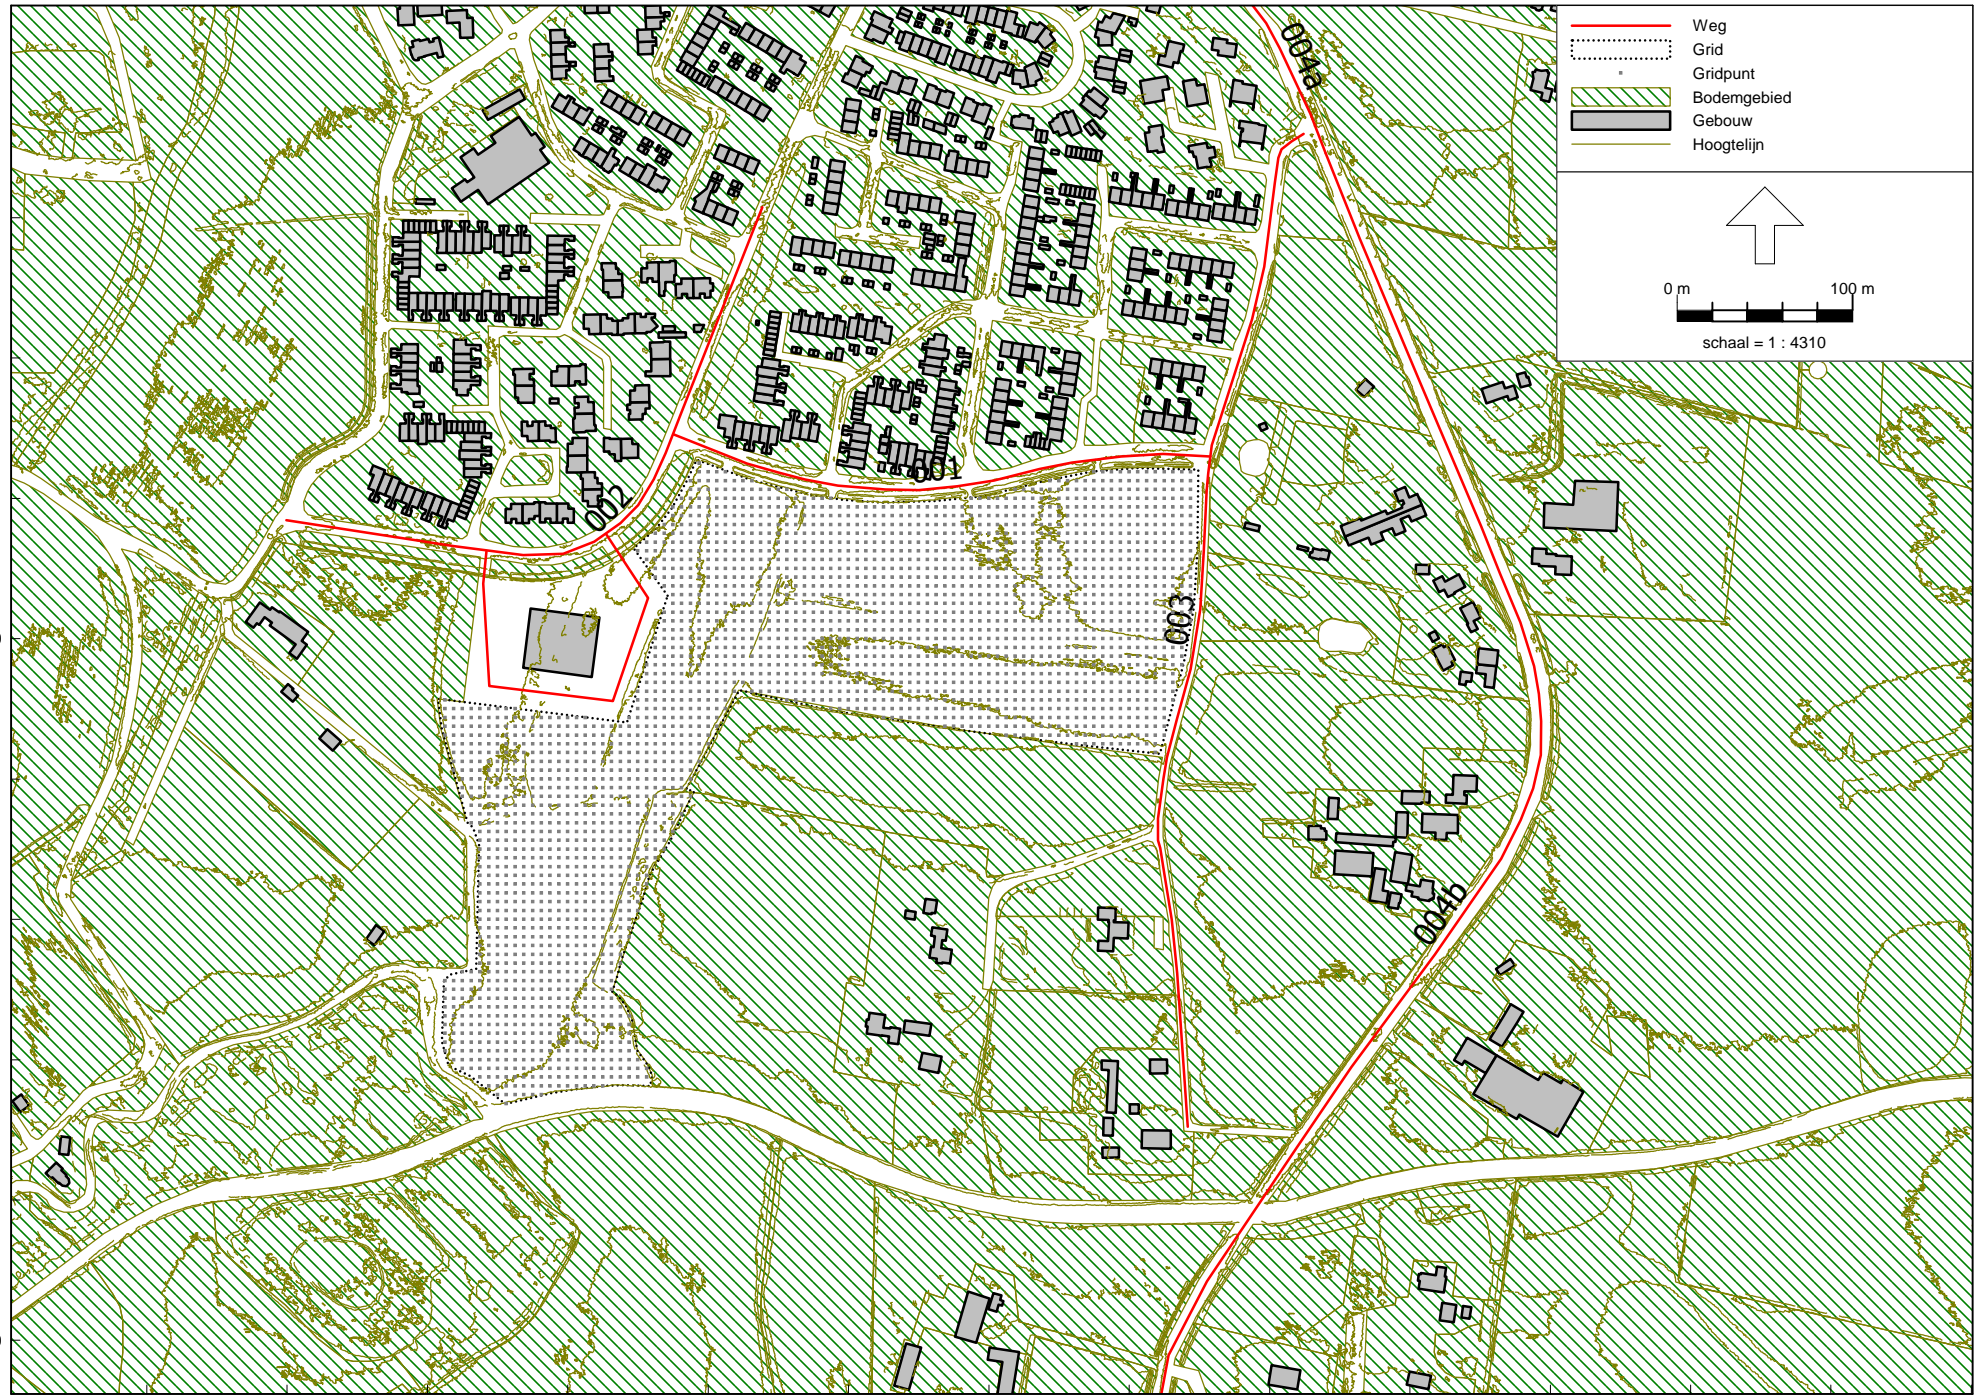 Weg
Grid
Gridpunt
Bodemgebied
Gebouw
Hoogtelijn
0 m 100 m
schaal = 1 : 4310
004a
001
002
003
004b